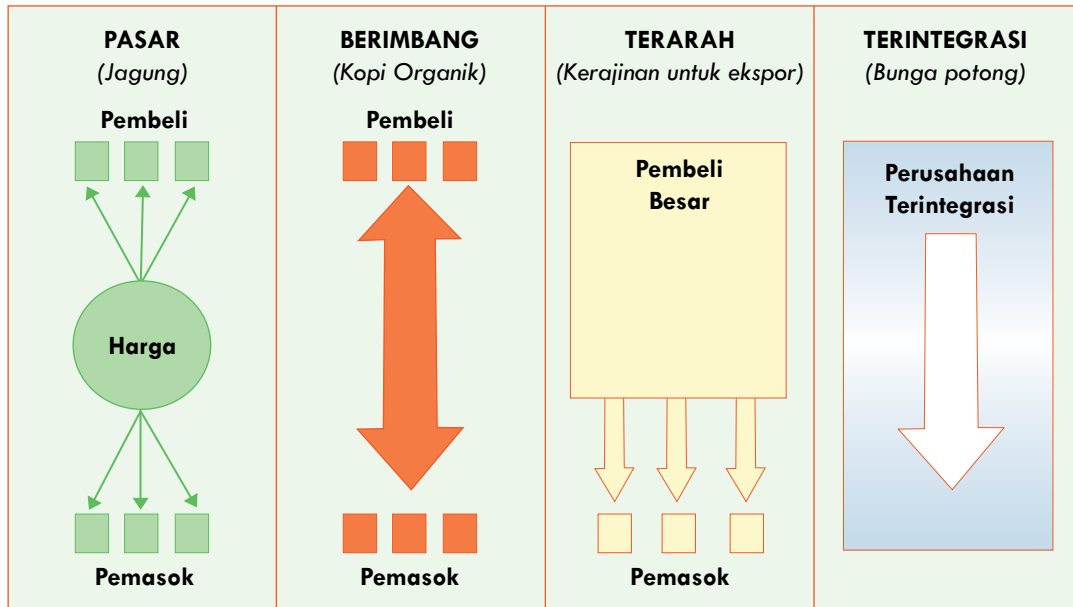 PASAR
(Jagung)
Pembeli
Harga
Pemasok
BERIMBANG
(Kopi Organik)
Pembeli
Pemasok
TERARAH
(Kerajinan untuk ekspor)
Pembeli
Besar
Pemasok
TERINTEGRASI
(Bunga potong)
Perusahaan
Terintegrasi